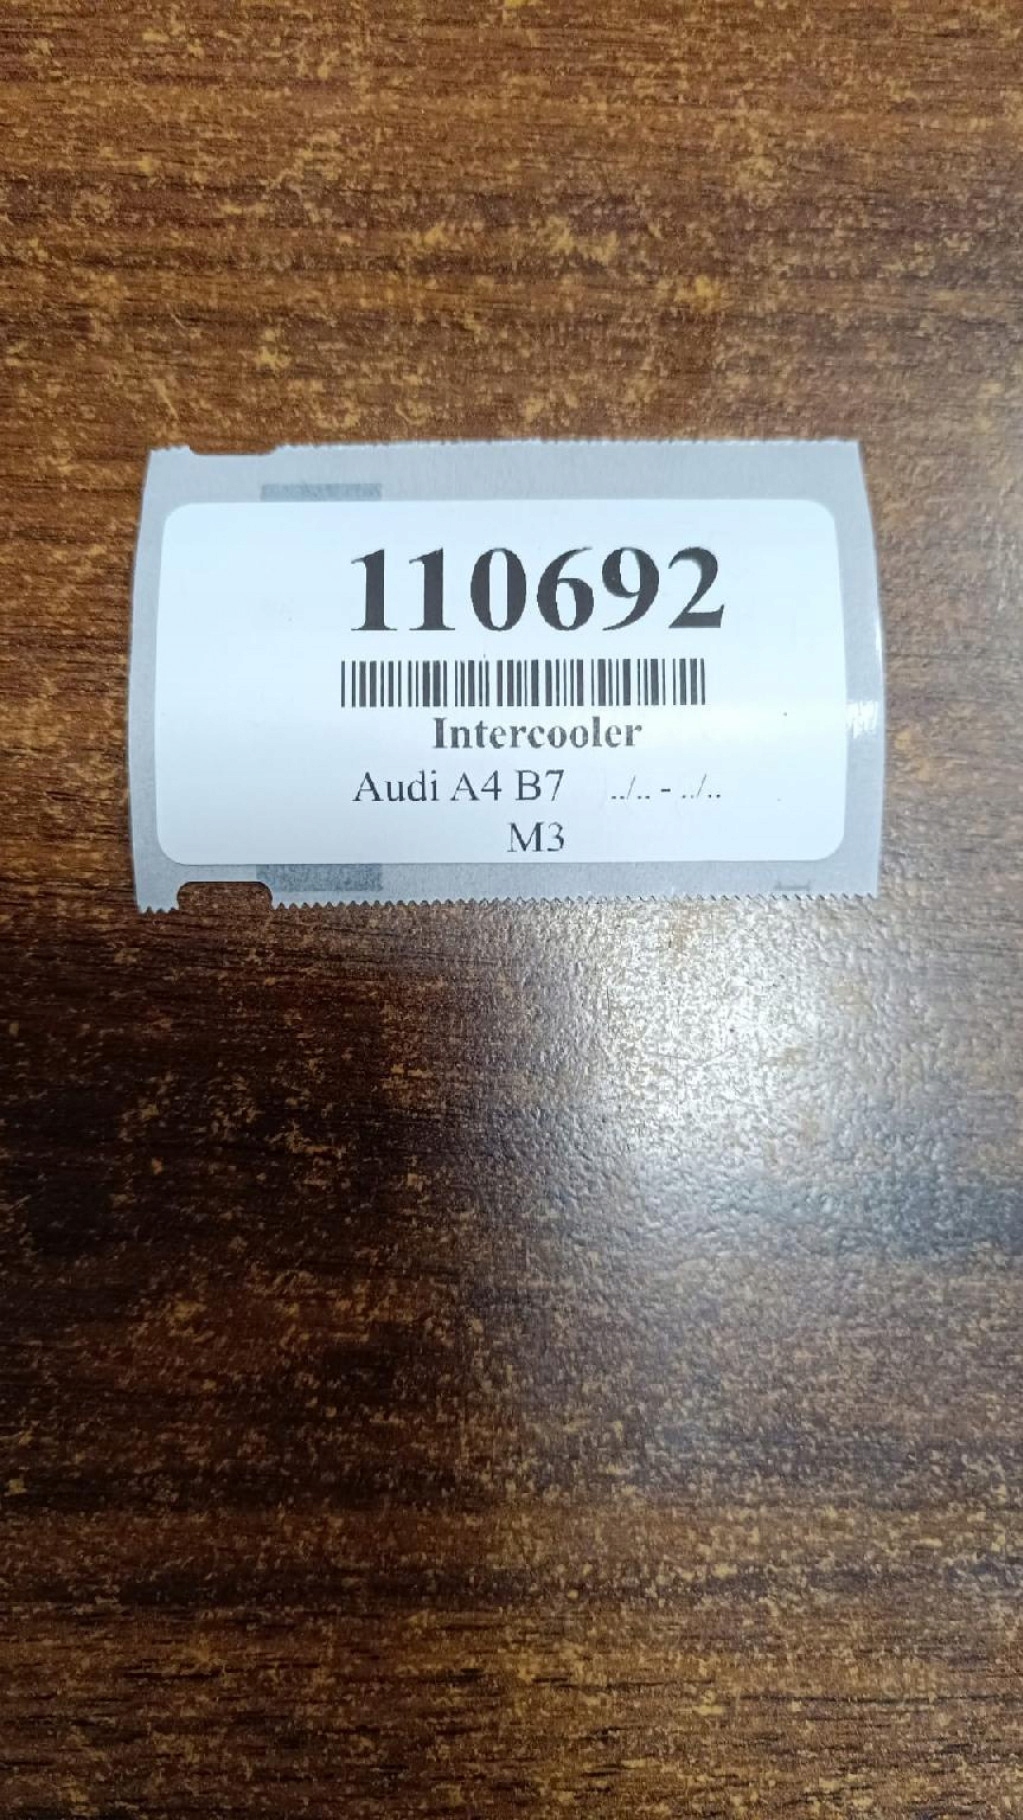 110692
Intercooler
Audi A4 B7 ../.. - ../..
M3